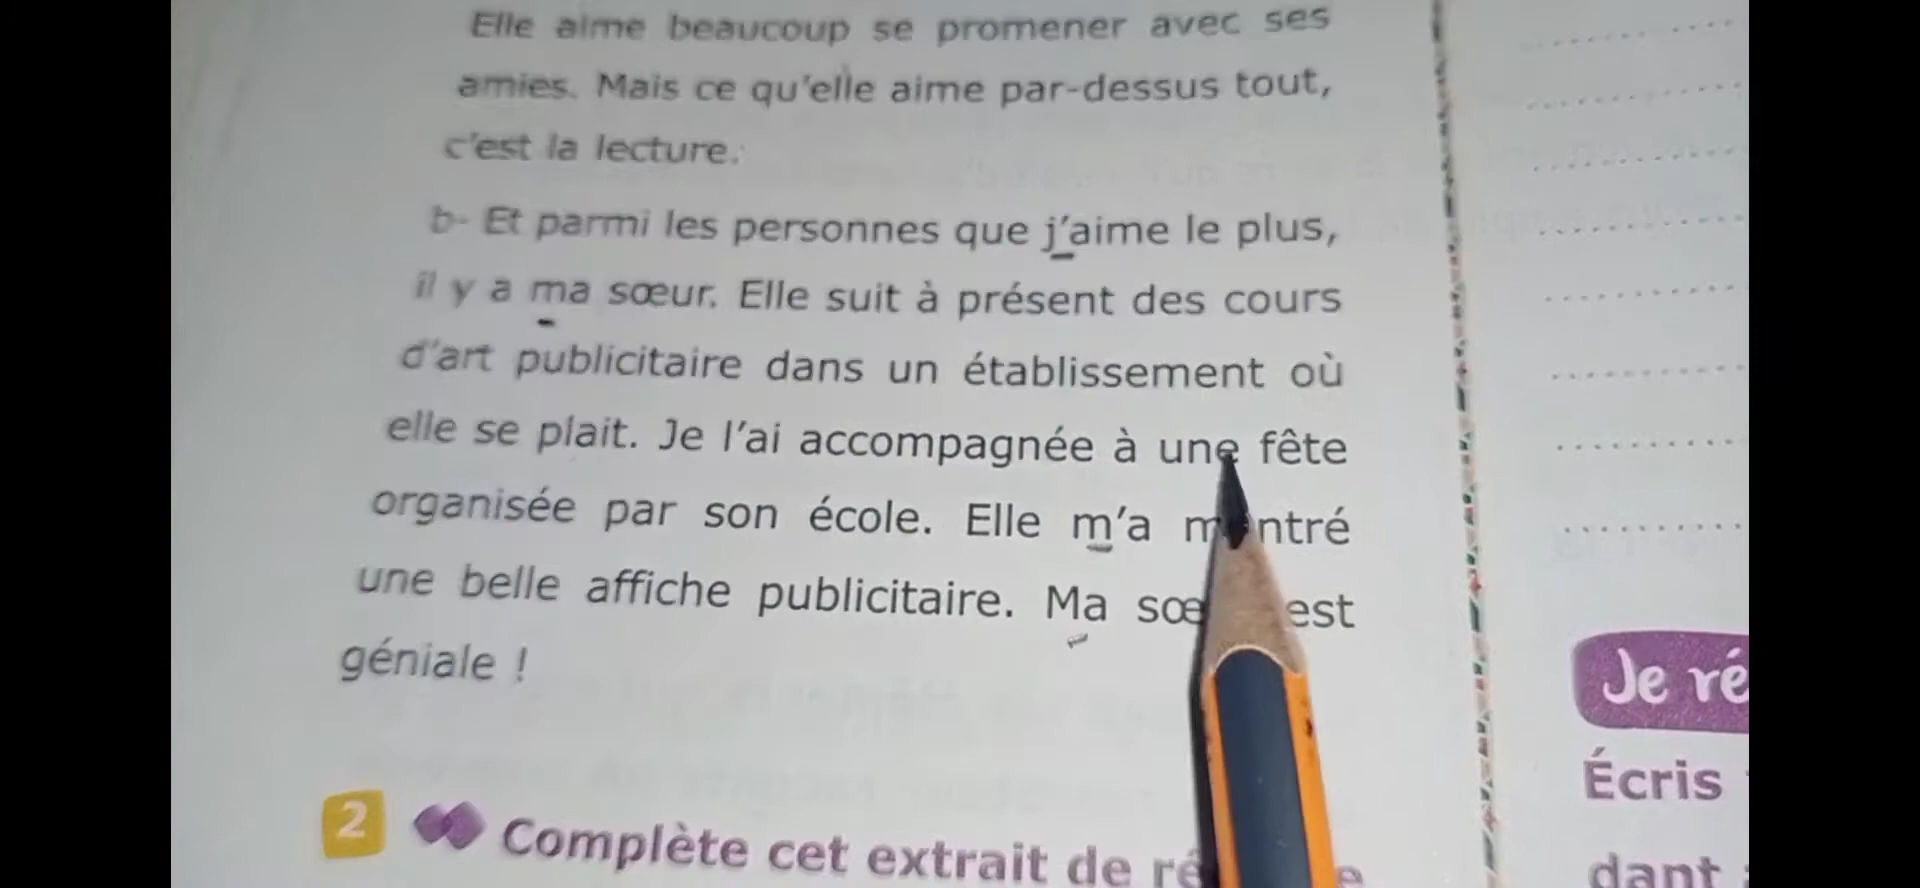 Elle aime beaucoup se promener avec ses
amies. Mais ce qu'elle aime par-dessus tout,
c'est la lecture.
b- Et parmi les personnes que j'aime le plus,
il y a ma sœur. Elle suit à présent des cours
d'art publicitaire dans un établissement où
elle se plait. Je l'ai accompagnée à une fête
organisée par son école. Elle m'a montré
une belle affiche publicitaire. Ma est
géniale !
2 Complète cet extrait de
Je ré
Écris
dant